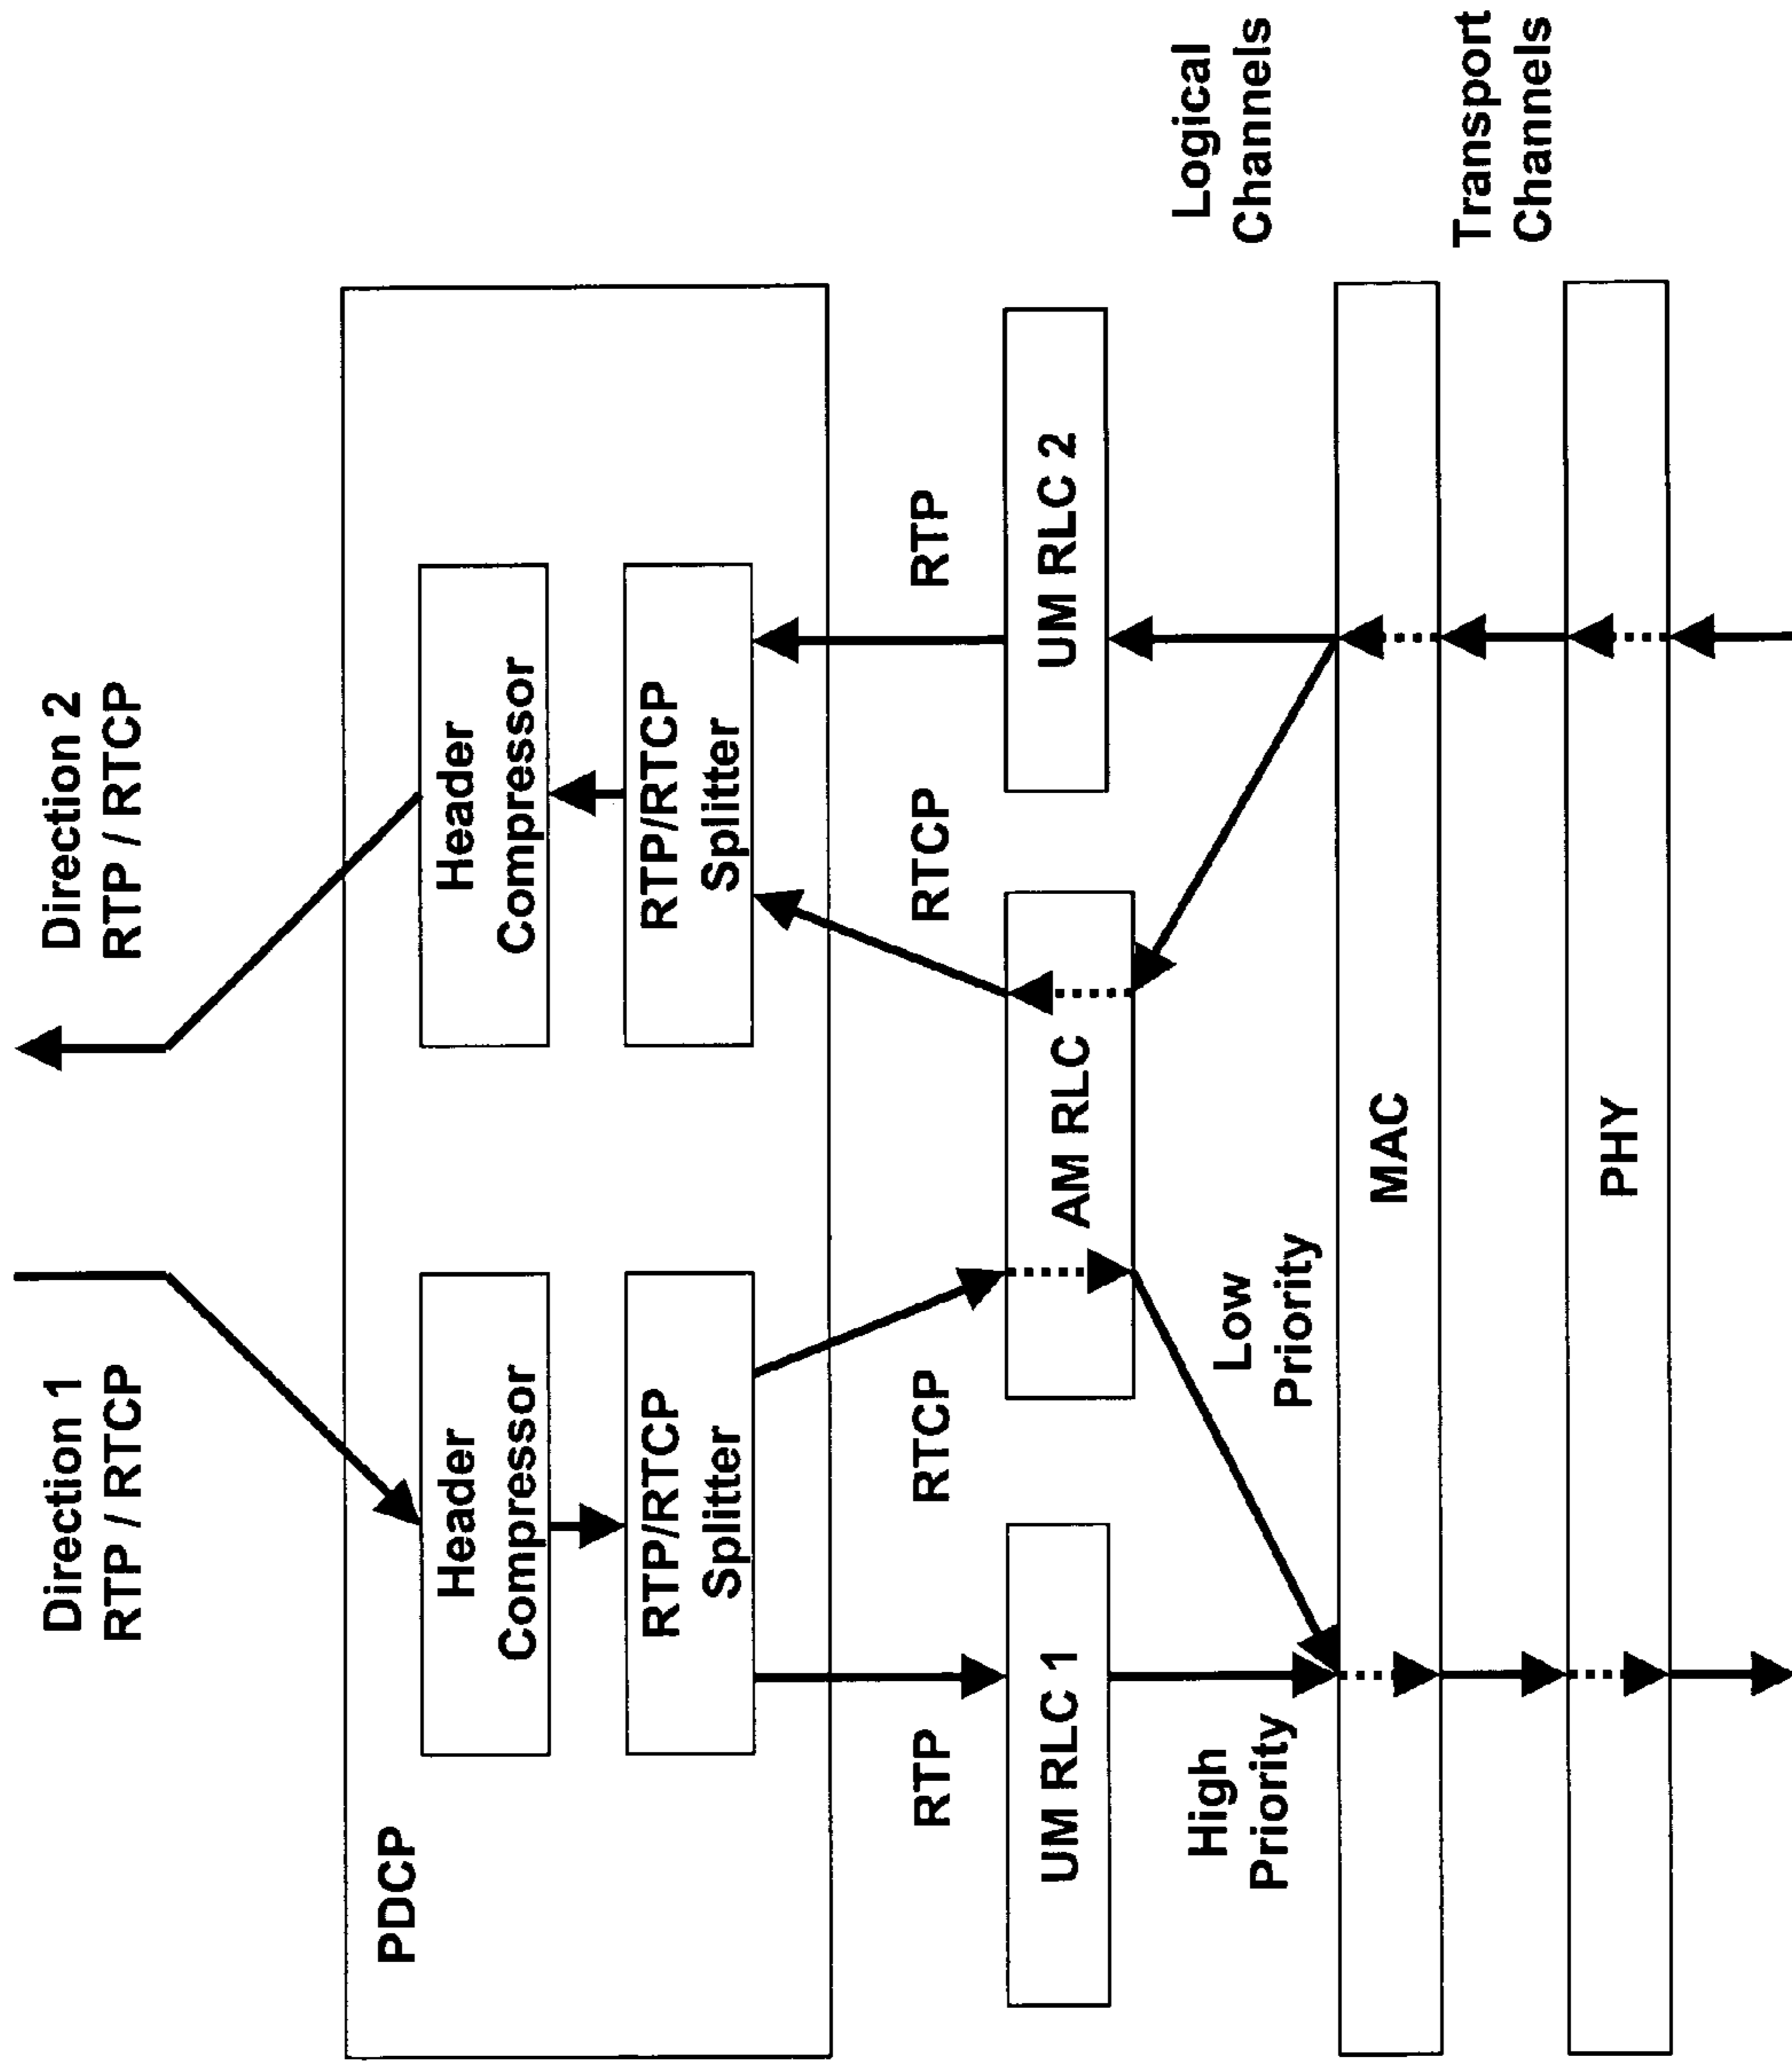 Direction 1
RTP / RTCP
Direction 2
RTP / RTCP
PDCP
Header
Compressor
Header
Compressor
RTP/RTCP
Splitter
RTP/RTCP
Splitter
RTP
RTCP
RTCP
RTP
UM RLC 1
AM RLC
UM RLC 2
High
Priority
Low
Priority
Logical
Channels
MAC
Transport
Channels
PHY